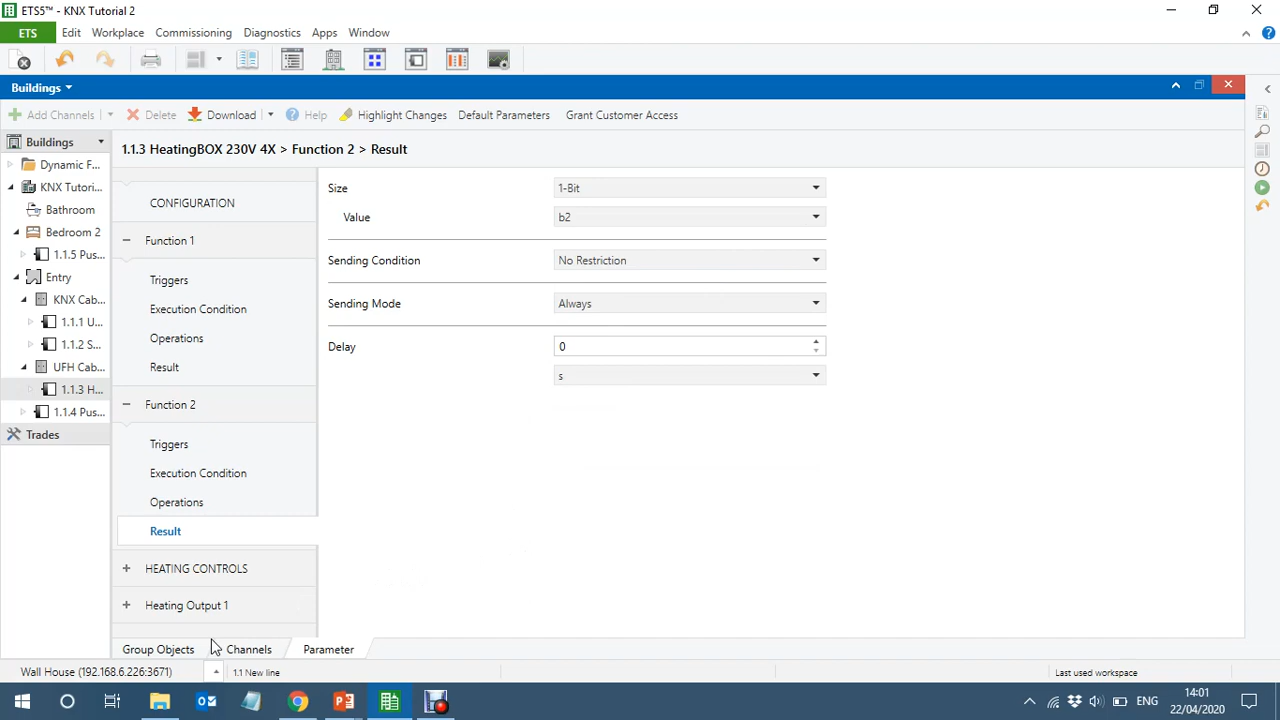 ETS5™ - KNX Tutorial 2
ETS Edit Workplace Commissioning Diagnostics Apps Window
Buildings
Add Channels Delete Download Help Highlight Changes Default Parameters Grant Customer Access
Buildings
1.1.3 HeatingBOX 230V 4X > Function 2 > Result
Dynamic F...
KNX Tutori...
Bathroom
Bedroom 2
1.1.5 Pus...
Entry
KNX Cab...
1.1.1 U...
1.1.2 S...
UFH Cab...
1.1.3 H...
1.1.4 Pus...
Trades
CONFIGURATION
Function 1
Triggers
Execution Condition
Operations
Result
Function 2
Triggers
Execution Condition
Operations
Result
HEATING CONTROLS
Heating Output 1
Size 1-Bit
Value b2
Sending Condition No Restriction
Sending Mode Always
Delay 0
s
Group Objects Channels Parameter
Wall House (192.168.6.226:3671) 1.1 New line Last used workspace
ENG 14:01
22/04/2020